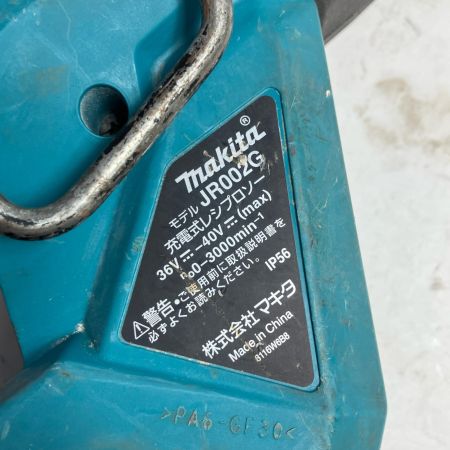 makita®
モデル JR002G
充電式レシプロソー
36V⎓-40V⎓(max)
n₀0-3000min⁻¹
IP56
⚠警告・ご使用前に取扱説明書を
必ずよくお読みください。
株式会社 マキタ
Made in China
8116W6E8
>PA6-GF30<